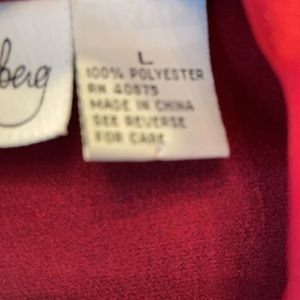 berg
L
100% POLYESTER
RN 40875
MADE IN CHINA
SEE REVERSE
FOR CARE